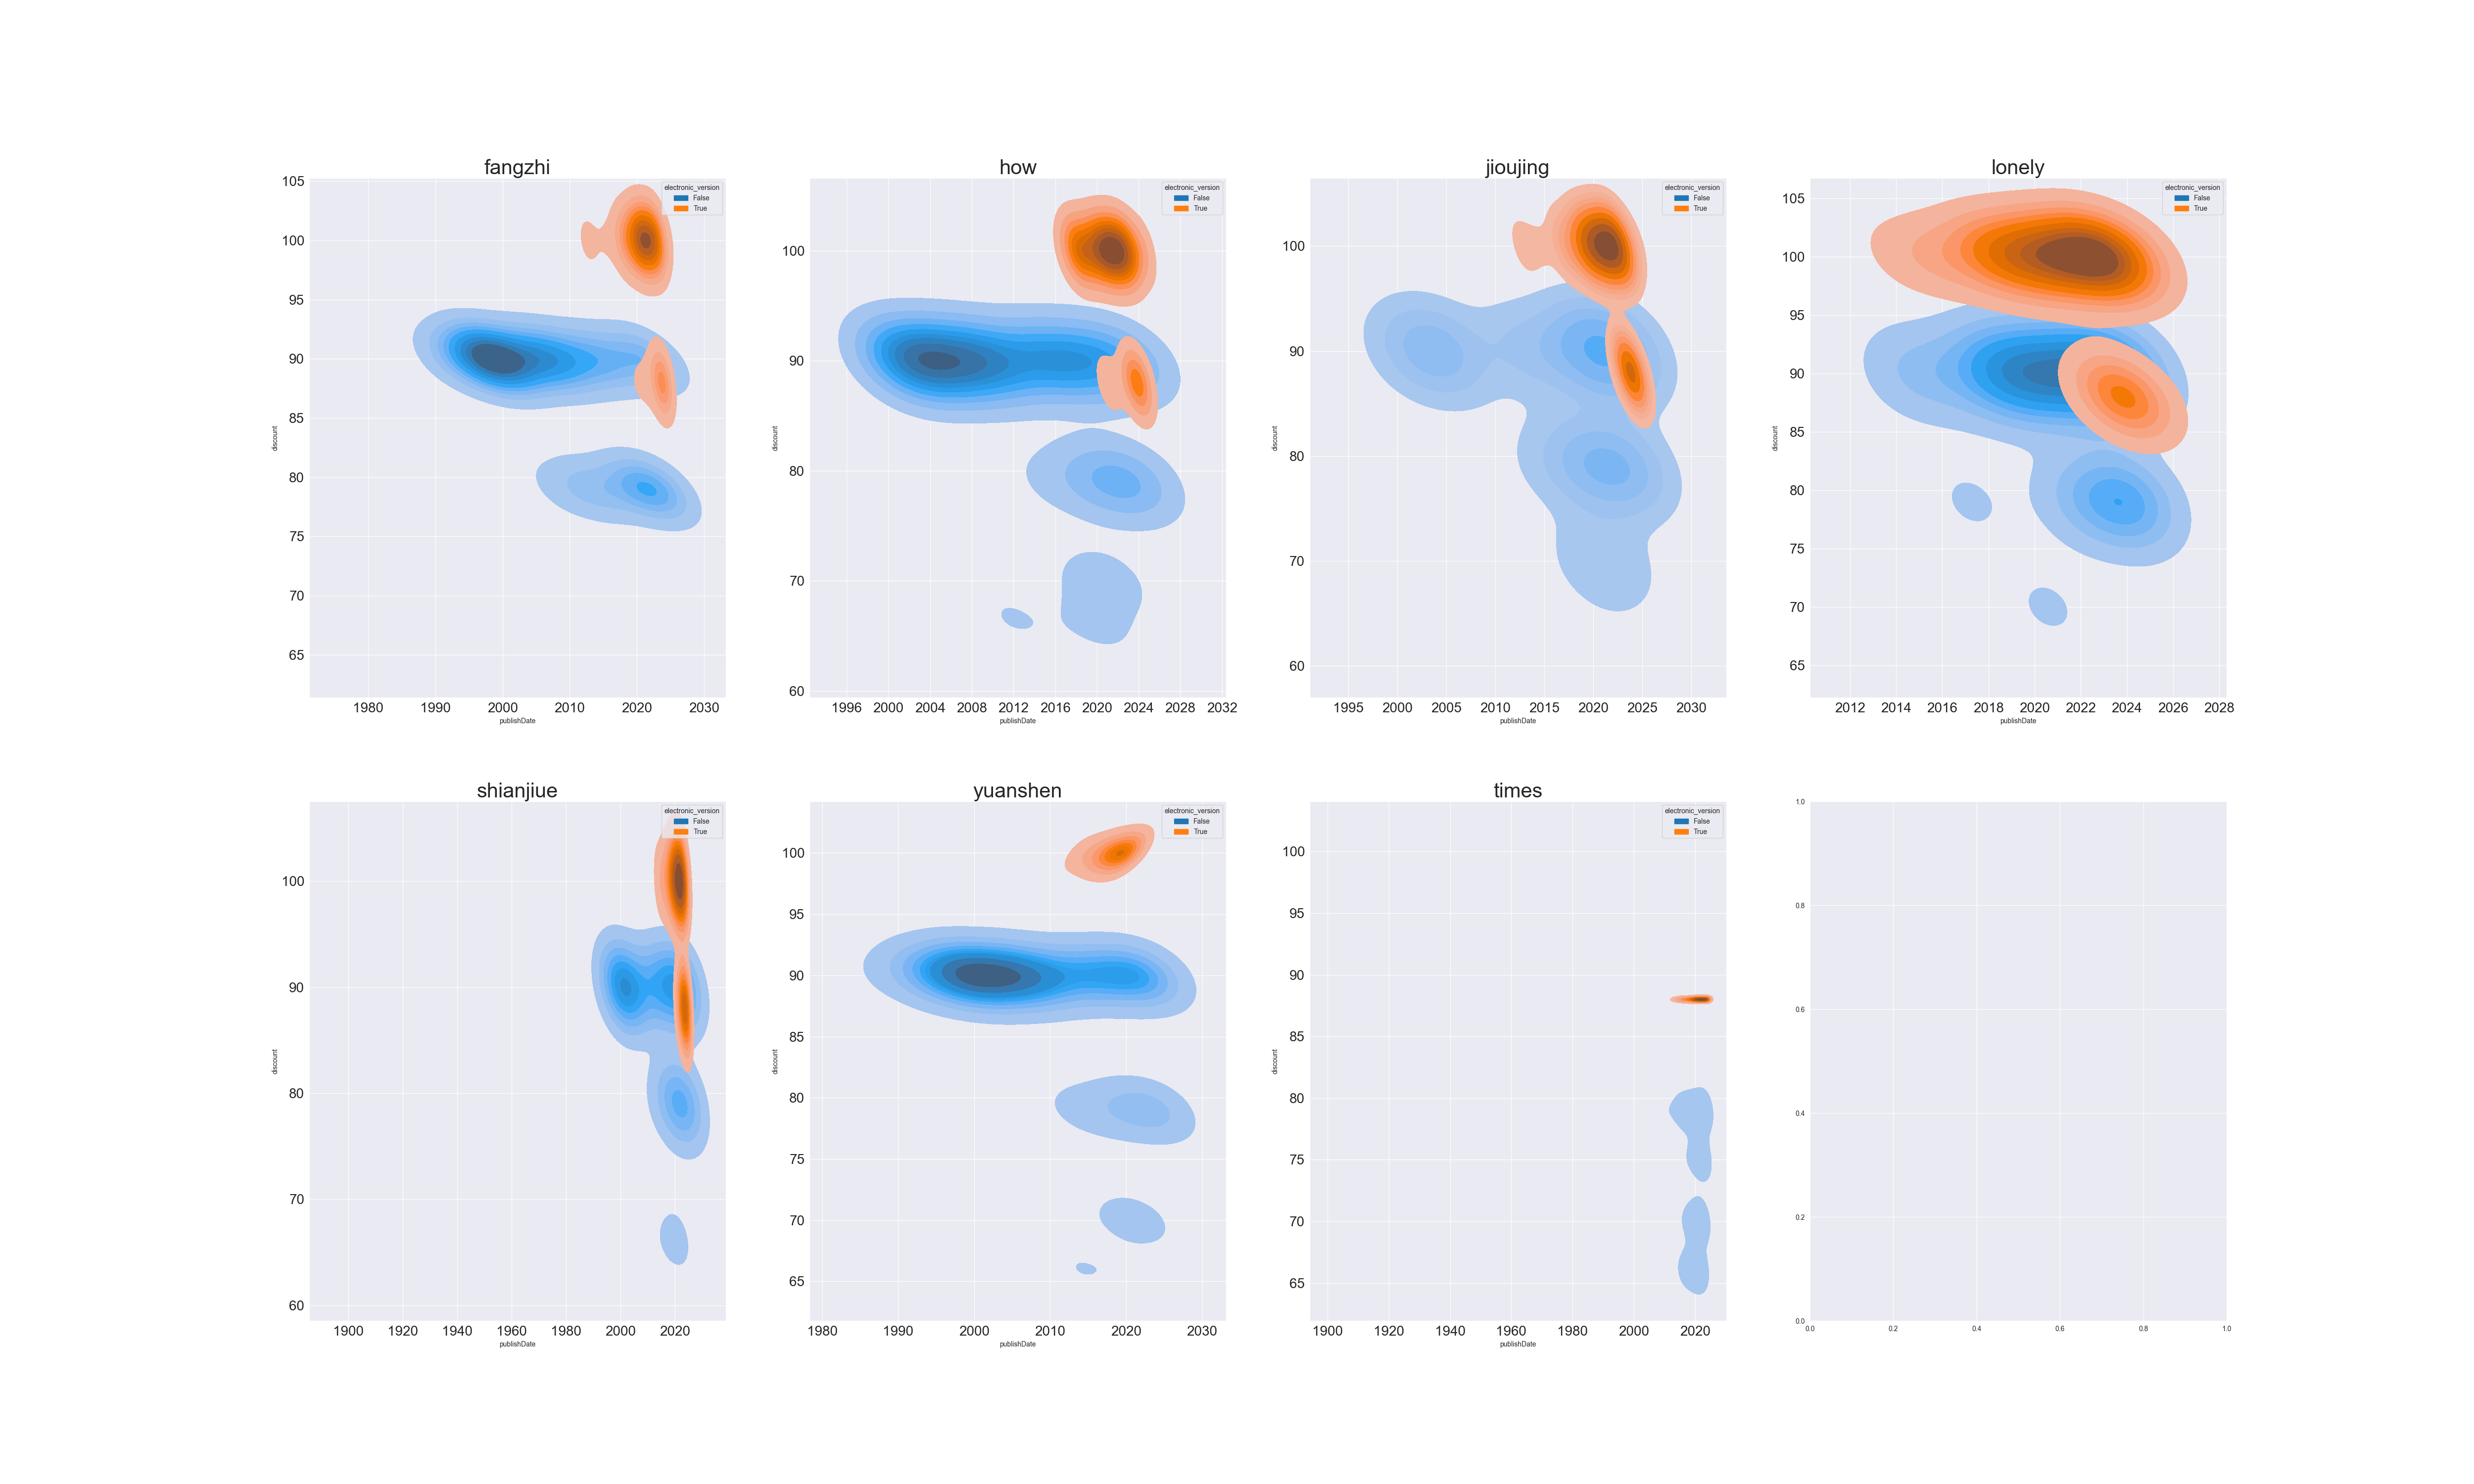 fangzhi
electronic_version
False
True
105
100
95
90
85
80
75
70
65
discount
1980 1990 2000 2010 2020 2030
publishDate
how
electronic_version
False
True
100
90
80
70
60
discount
1996 2000 2004 2008 2012 2016 2020 2024 2028 2032
publishDate
jioujing
electronic_version
False
True
100
90
80
70
60
discount
1995 2000 2005 2010 2015 2020 2025 2030
publishDate
lonely
electronic_version
False
True
105
100
95
90
85
80
75
70
65
discount
2012 2014 2016 2018 2020 2022 2024 2026 2028
publishDate
shianjiue
electronic_version
False
True
100
90
80
70
60
discount
1900 1920 1940 1960 1980 2000 2020
publishDate
yuanshen
electronic_version
False
True
100
95
90
85
80
75
70
65
discount
1980 1990 2000 2010 2020 2030
publishDate
times
electronic_version
False
True
100
95
90
85
80
75
70
65
discount
1900 1920 1940 1960 1980 2000 2020
publishDate
1.0
0.8
0.6
0.4
0.2
0.0
0.0 0.2 0.4 0.6 0.8 1.0